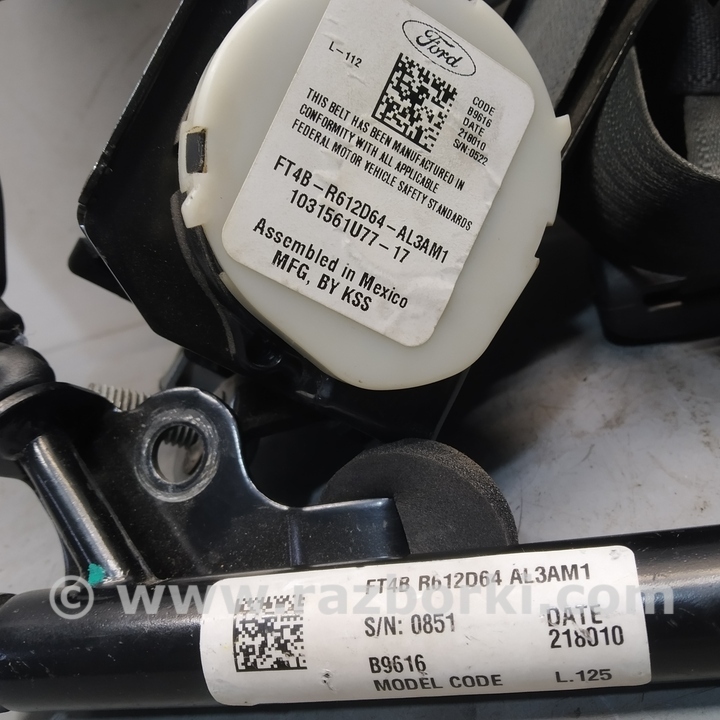 Ford
L-112
CODE
B9616
DATE
218010
S/N:0522
THIS BELT HAS BEEN MANUFACTURED IN
CONFORMITY WITH ALL APPLICABLE
FEDERAL MOTOR VEHICLE SAFETY STANDARDS
FT4B-R612D64-AL3AM1
1031561U77-17
Assembled in Mexico
MFG, BY KSS
FT4B R612D64 AL3AM1
© www.razborki.com
S/N: 0851
DATE
218010
B9616
MODEL CODE
L.125